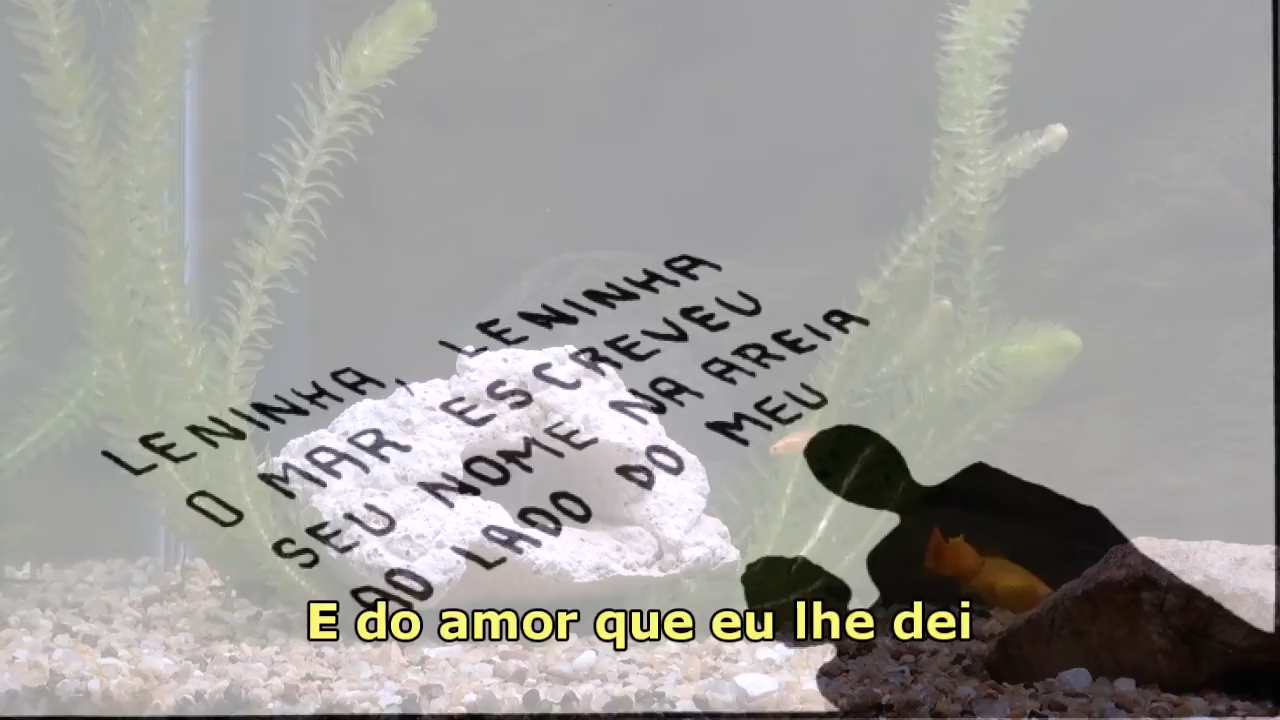 LENINHA, LENINHA
O MAR ESCREVEU
SEU NOME NA AREIA
AO LADO DO MEU
E do amor que eu lhe dei